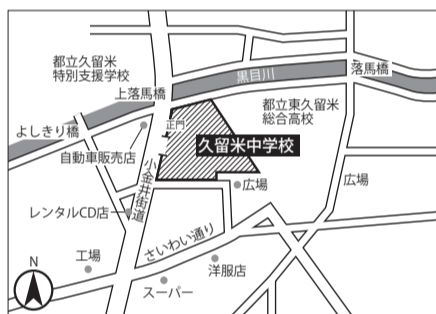 都立久留米
特別支援学校
上落馬橋
黒目川
落馬橋
よしきり橋
正門
都立東久留米
総合高校
久留米中学校
自動車販売店
小金井街道
広場
広場
レンタルCD店
さいわい通り
工場
洋服店
スーパー
N